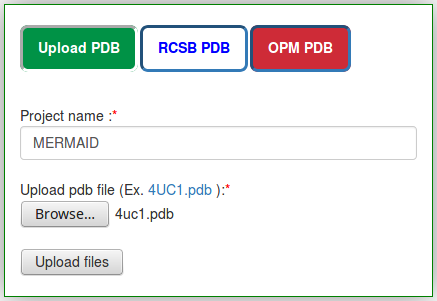 Upload PDB RCSB PDB OPM PDB
Project name :*
MERMAID
Upload pdb file (Ex. 4UC1.pdb ):*
Browse... 4uc1.pdb
Upload files